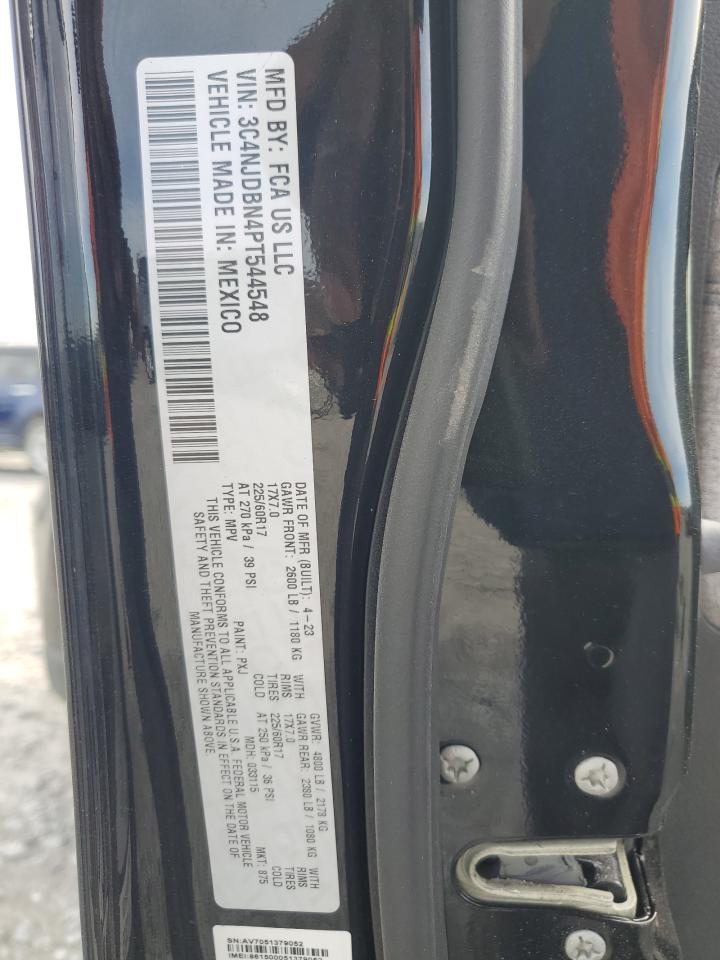 MFD BY: FCA US LLC
VIN: 3C4NJDBN4PT544548
VEHICLE MADE IN: MEXICO
DATE OF MFR (BUILT): 4-23 GVWR: 4800 LB / 2178 KG
GAWR FRONT: 2600 LB / 1180 KG WITH GAWR REAR: 2380 LB / 1080 KG WITH
17X7.0 RIMS 17X7.0 RIMS
225/60R17 TIRES 225/60R17 TIRES
AT 270 kPa / 39 PSI COLD AT 250 kPa / 36 PSI COLD
TYPE: MPV PAINT: PXJ MDH: 039115 MKT: 875
THIS VEHICLE CONFORMS TO ALL APPLICABLE U.S.A. FEDERAL MOTOR VEHICLE
SAFETY AND THEFT PREVENTION STANDARDS IN EFFECT ON THE DATE OF
MANUFACTURE SHOWN ABOVE
SN:AV7051379052
IMEI:861500051379052